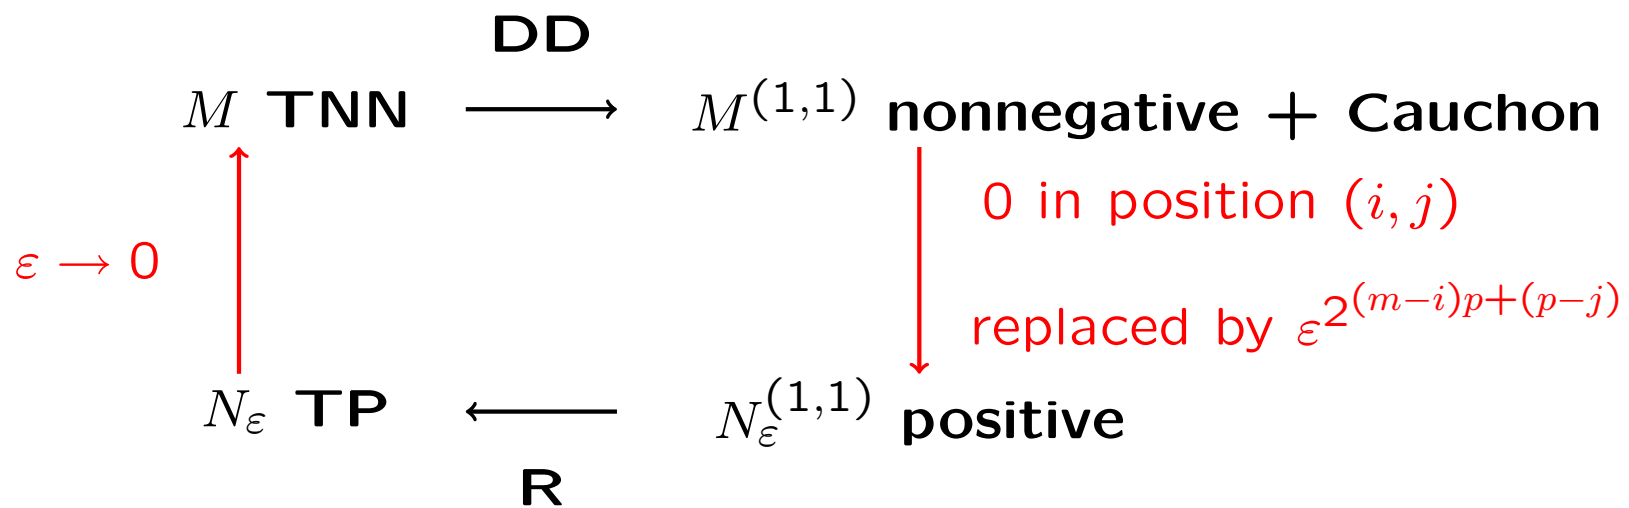 DD
M TNN → M^(1,1) nonnegative + Cauchon
0 in position (i, j)
ε → 0
replaced by ε^{2^{(m−i)p+(p−j)}}
N_ε TP ← N_ε^(1,1) positive
R